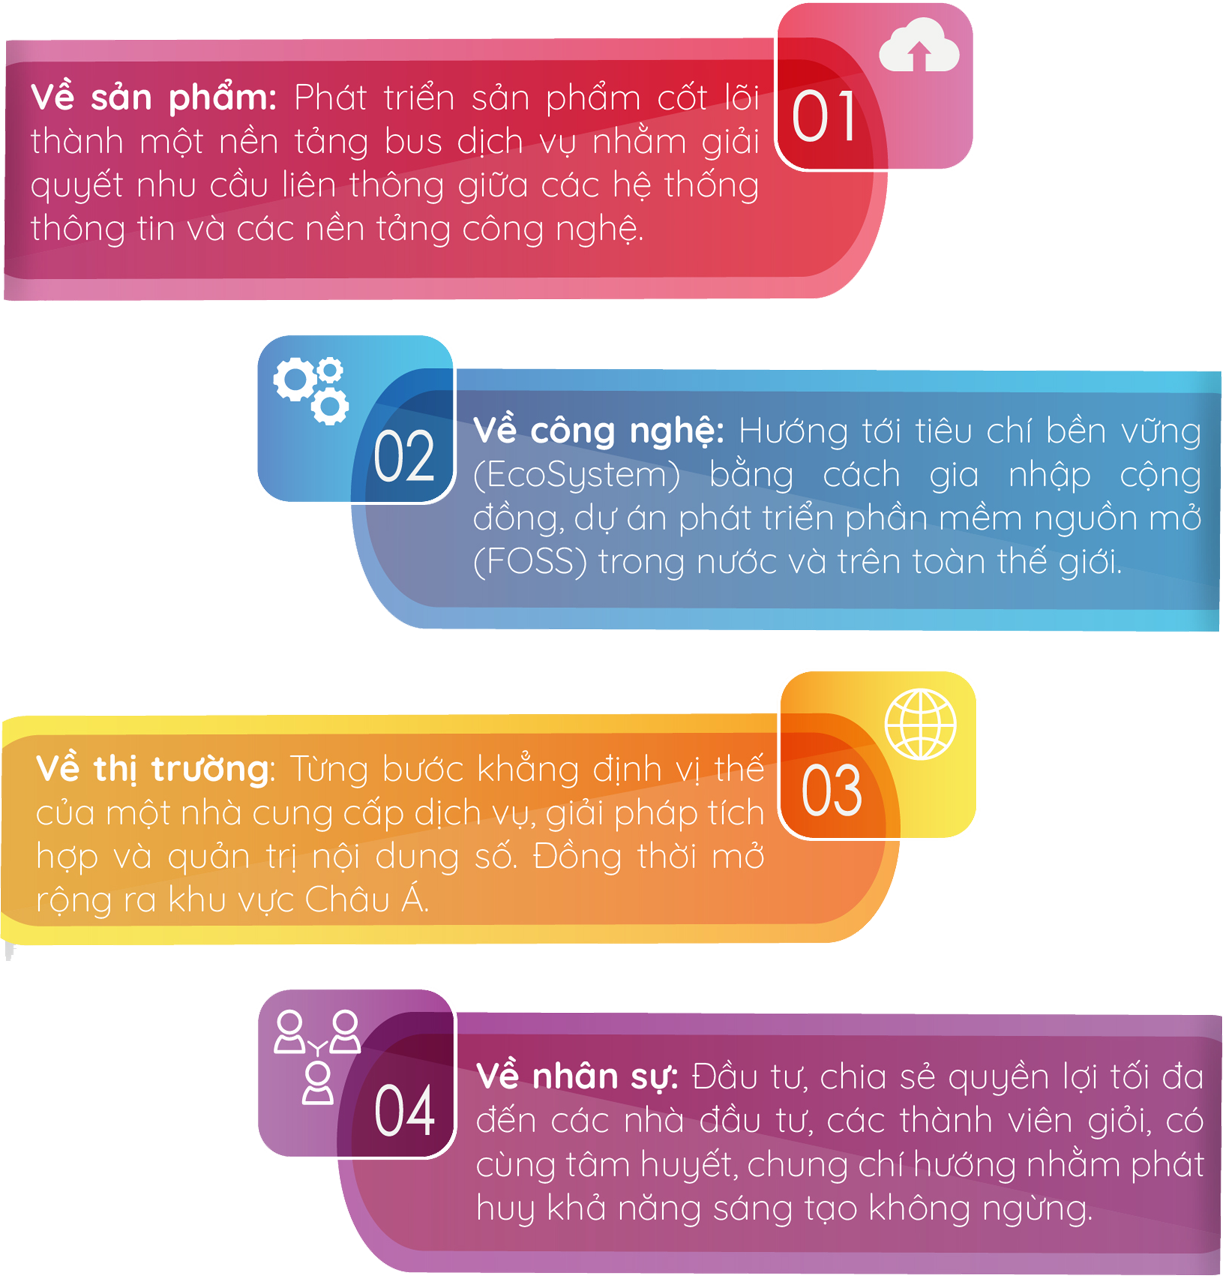 Về sản phẩm: Phát triển sản phẩm cốt lõi
thành một nền tảng bus dịch vụ nhằm giải
quyết nhu cầu liên thông giữa các hệ thống
thông tin và các nền tảng công nghệ.
01
02
Về công nghệ: Hướng tới tiêu chí bền vững
(EcoSystem) bằng cách gia nhập cộng
đồng, dự án phát triển phần mềm nguồn mở
(FOSS) trong nước và trên toàn thế giới.
Về thị trường: Từng bước khẳng định vị thế
của một nhà cung cấp dịch vụ, giải pháp tích
hợp và quản trị nội dung số. Đồng thời mở
rộng ra khu vực Châu Á.
03
04
Về nhân sự: Đầu tư, chia sẻ quyền lợi tối đa
đến các nhà đầu tư, các thành viên giỏi, có
cùng tâm huyết, chung chí hướng nhằm phát
huy khả năng sáng tạo không ngừng.